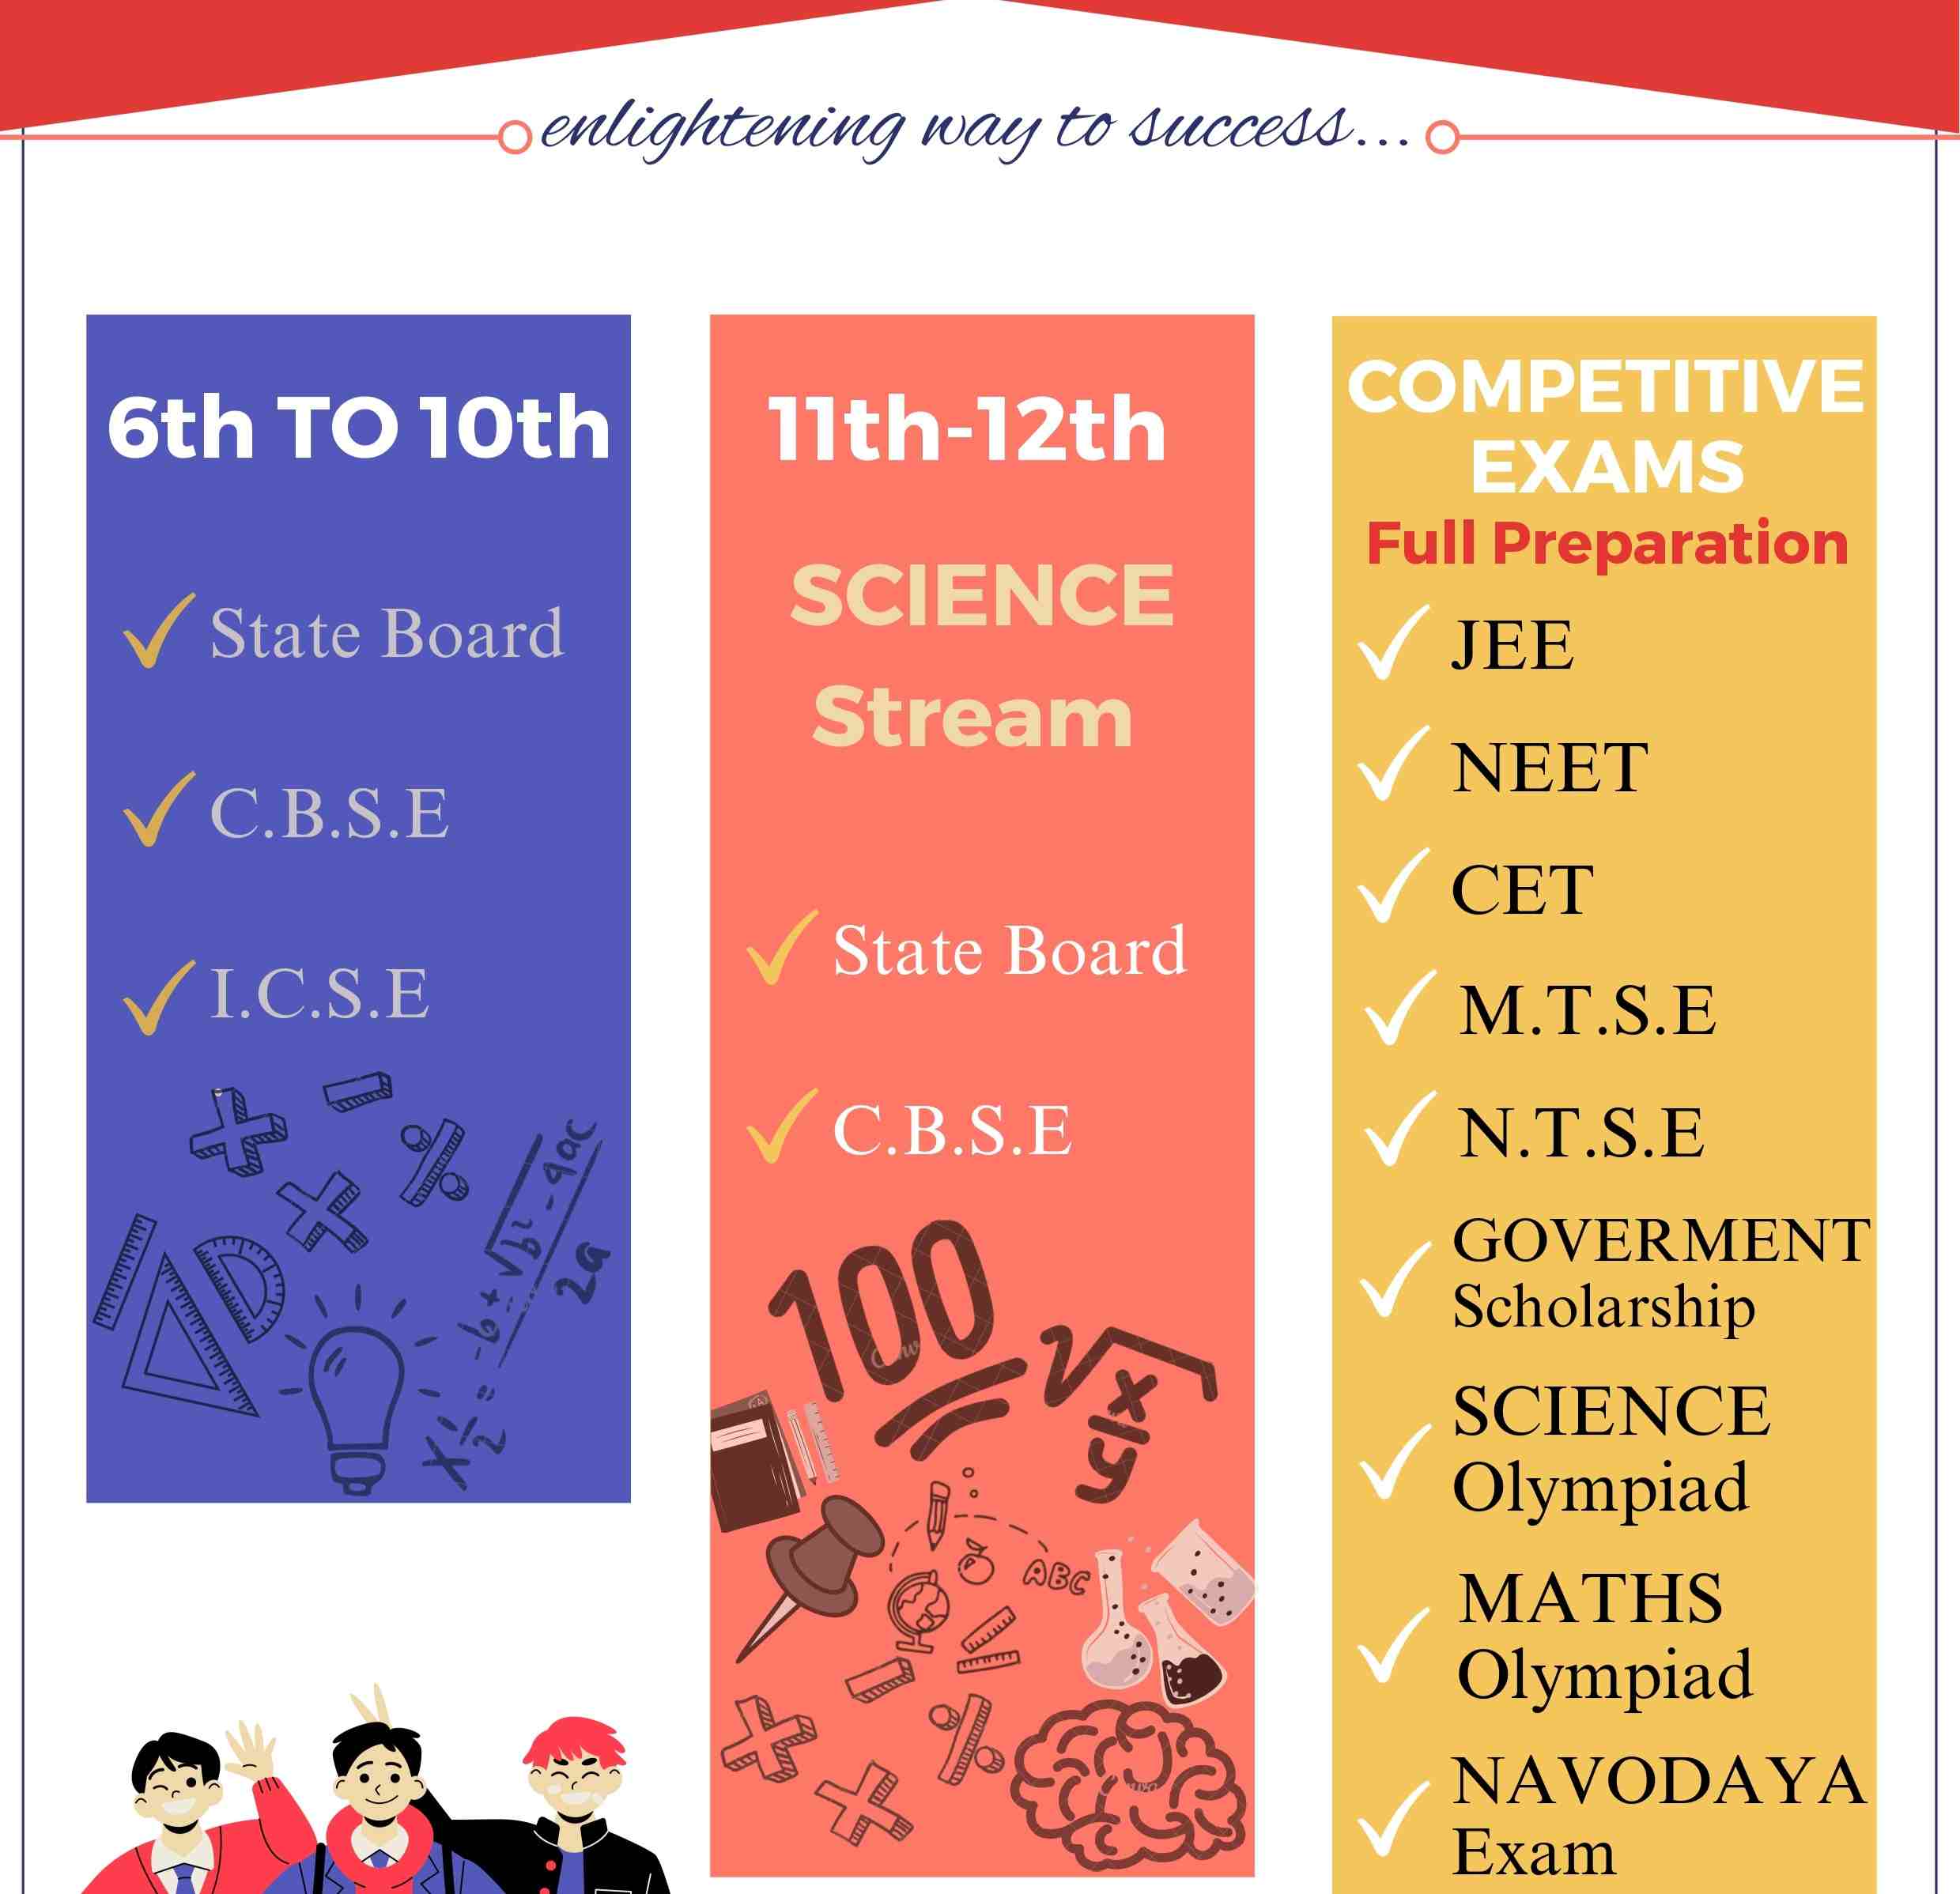 enlightening way to success...
6th TO 10th
State Board
C.B.S.E
I.C.S.E
11th-12th
SCIENCE
Stream
State Board
C.B.S.E
100
x
y
ABC
COMPETITIVE
EXAMS
Full Preparation
JEE
NEET
CET
M.T.S.E
N.T.S.E
GOVERMENT
Scholarship
SCIENCE
Olympiad
MATHS
Olympiad
NAVODAYA
Exam